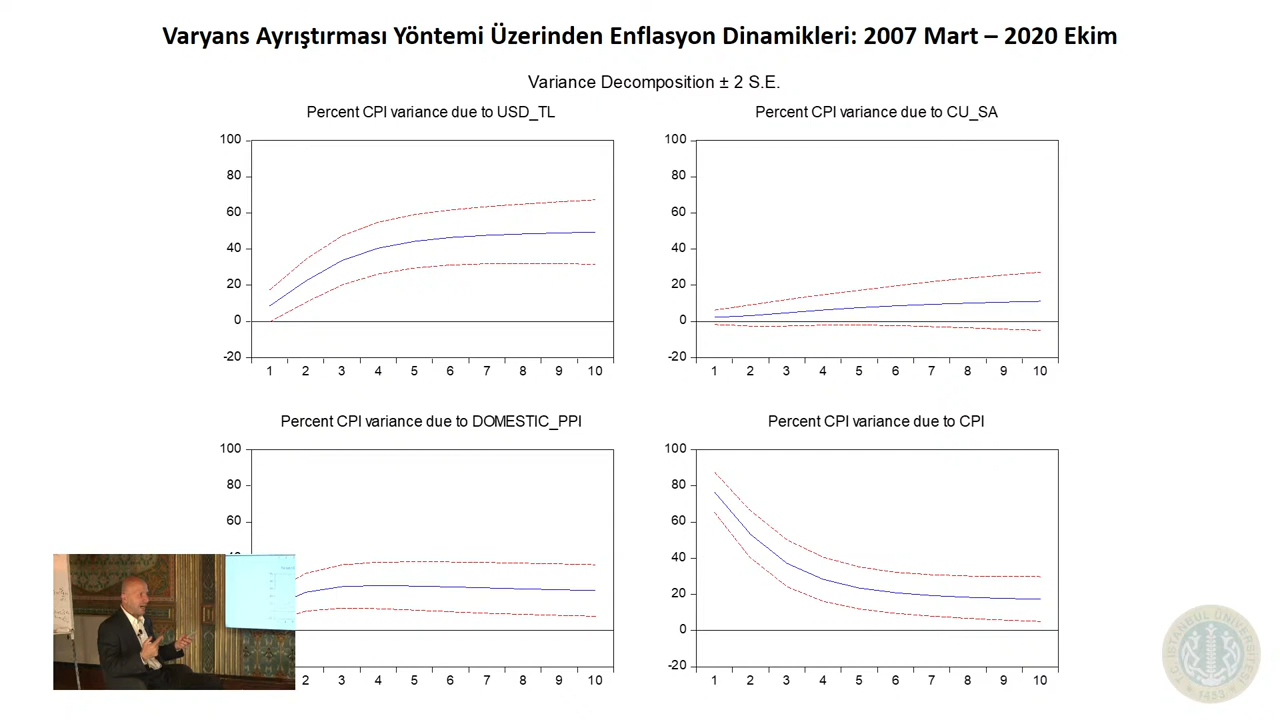 Varyans Ayrıştırması Yöntemi Üzerinden Enflasyon Dinamikleri: 2007 Mart – 2020 Ekim
Variance Decomposition ± 2 S.E.
Percent CPI variance due to USD_TL
100
80
60
40
20
0
-20
1 2 3 4 5 6 7 8 9 10
Percent CPI variance due to CU_SA
100
80
60
40
20
0
-20
1 2 3 4 5 6 7 8 9 10
Percent CPI variance due to DOMESTIC_PPI
100
80
60
2 3 4 5 6 7 8 9 10
Percent CPI variance due to CPI
100
80
60
40
20
0
-20
1 2 3 4 5 6 7 8 9 10
T.C. İSTANBUL ÜNİVERSİTESİ
1453